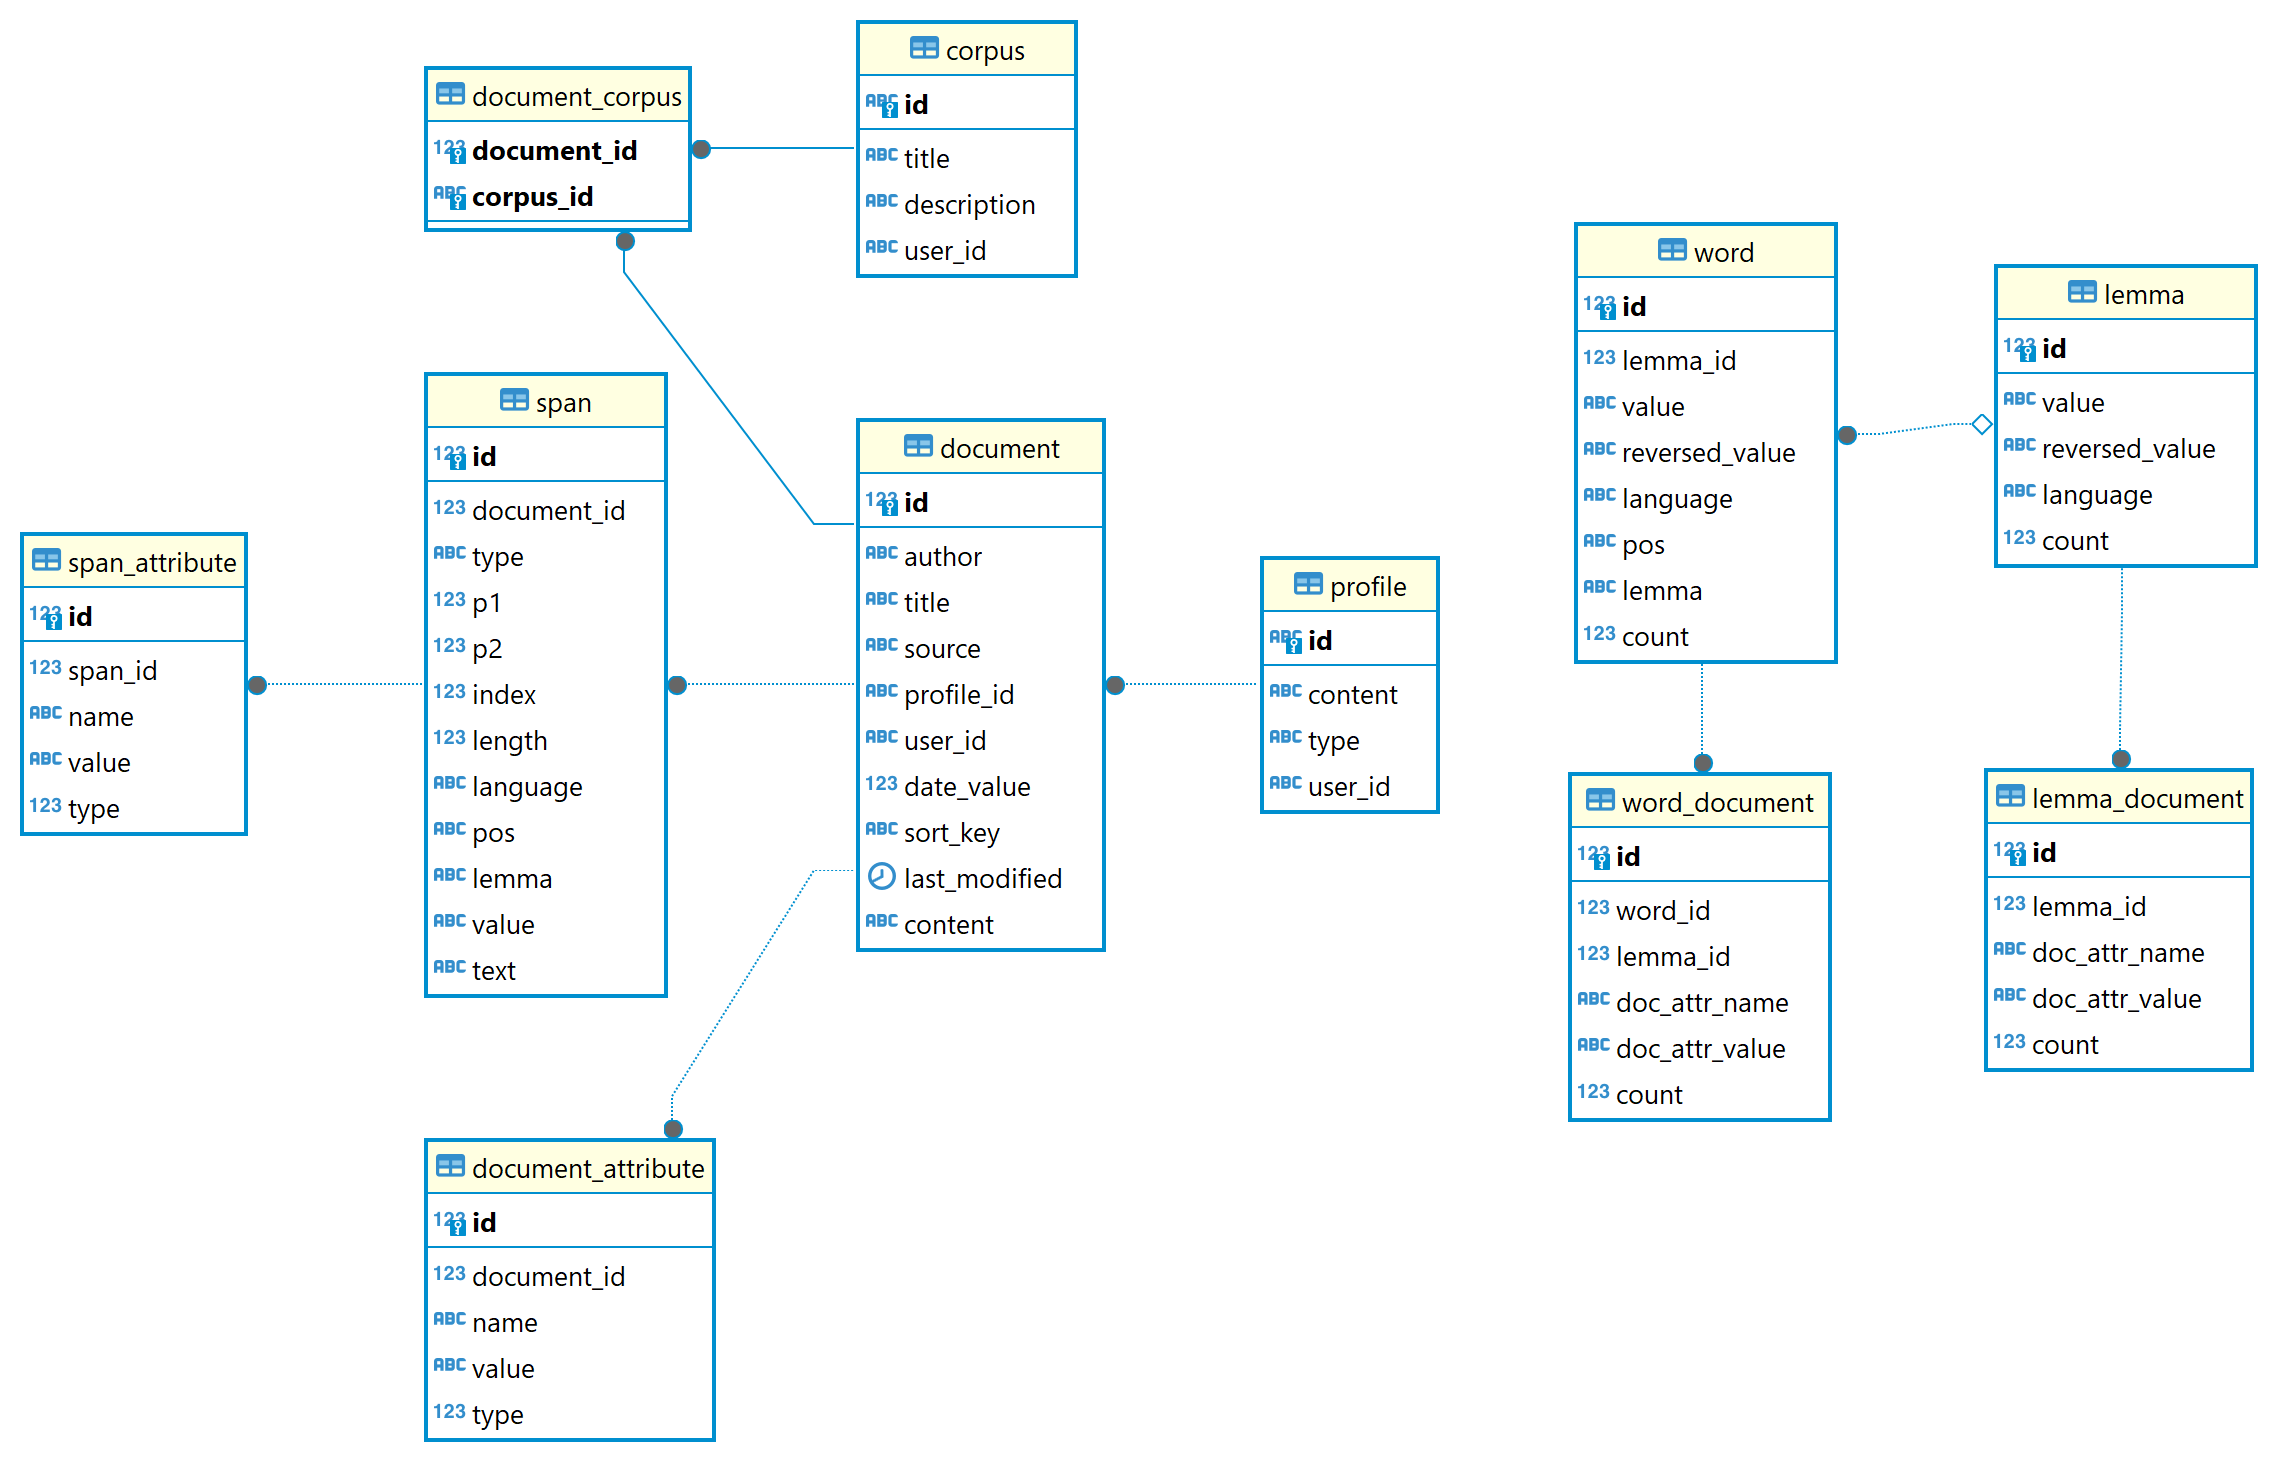 corpus
ABC id
ABC title
ABC description
ABC user_id
document_corpus
123 document_id
ABC corpus_id
word
123 id
123 lemma_id
ABC value
ABC reversed_value
ABC language
ABC pos
ABC lemma
123 count
lemma
123 id
ABC value
ABC reversed_value
ABC language
123 count
span
123 id
123 document_id
ABC type
123 p1
123 p2
123 index
123 length
ABC language
ABC pos
ABC lemma
ABC value
ABC text
document
123 id
ABC author
ABC title
ABC source
ABC profile_id
ABC user_id
123 date_value
ABC sort_key
last_modified
ABC content
span_attribute
123 id
123 span_id
ABC name
ABC value
123 type
profile
ABC id
ABC content
ABC type
ABC user_id
word_document
123 id
123 word_id
123 lemma_id
ABC doc_attr_name
ABC doc_attr_value
123 count
lemma_document
123 id
123 lemma_id
ABC doc_attr_name
ABC doc_attr_value
123 count
document_attribute
123 id
123 document_id
ABC name
ABC value
123 type